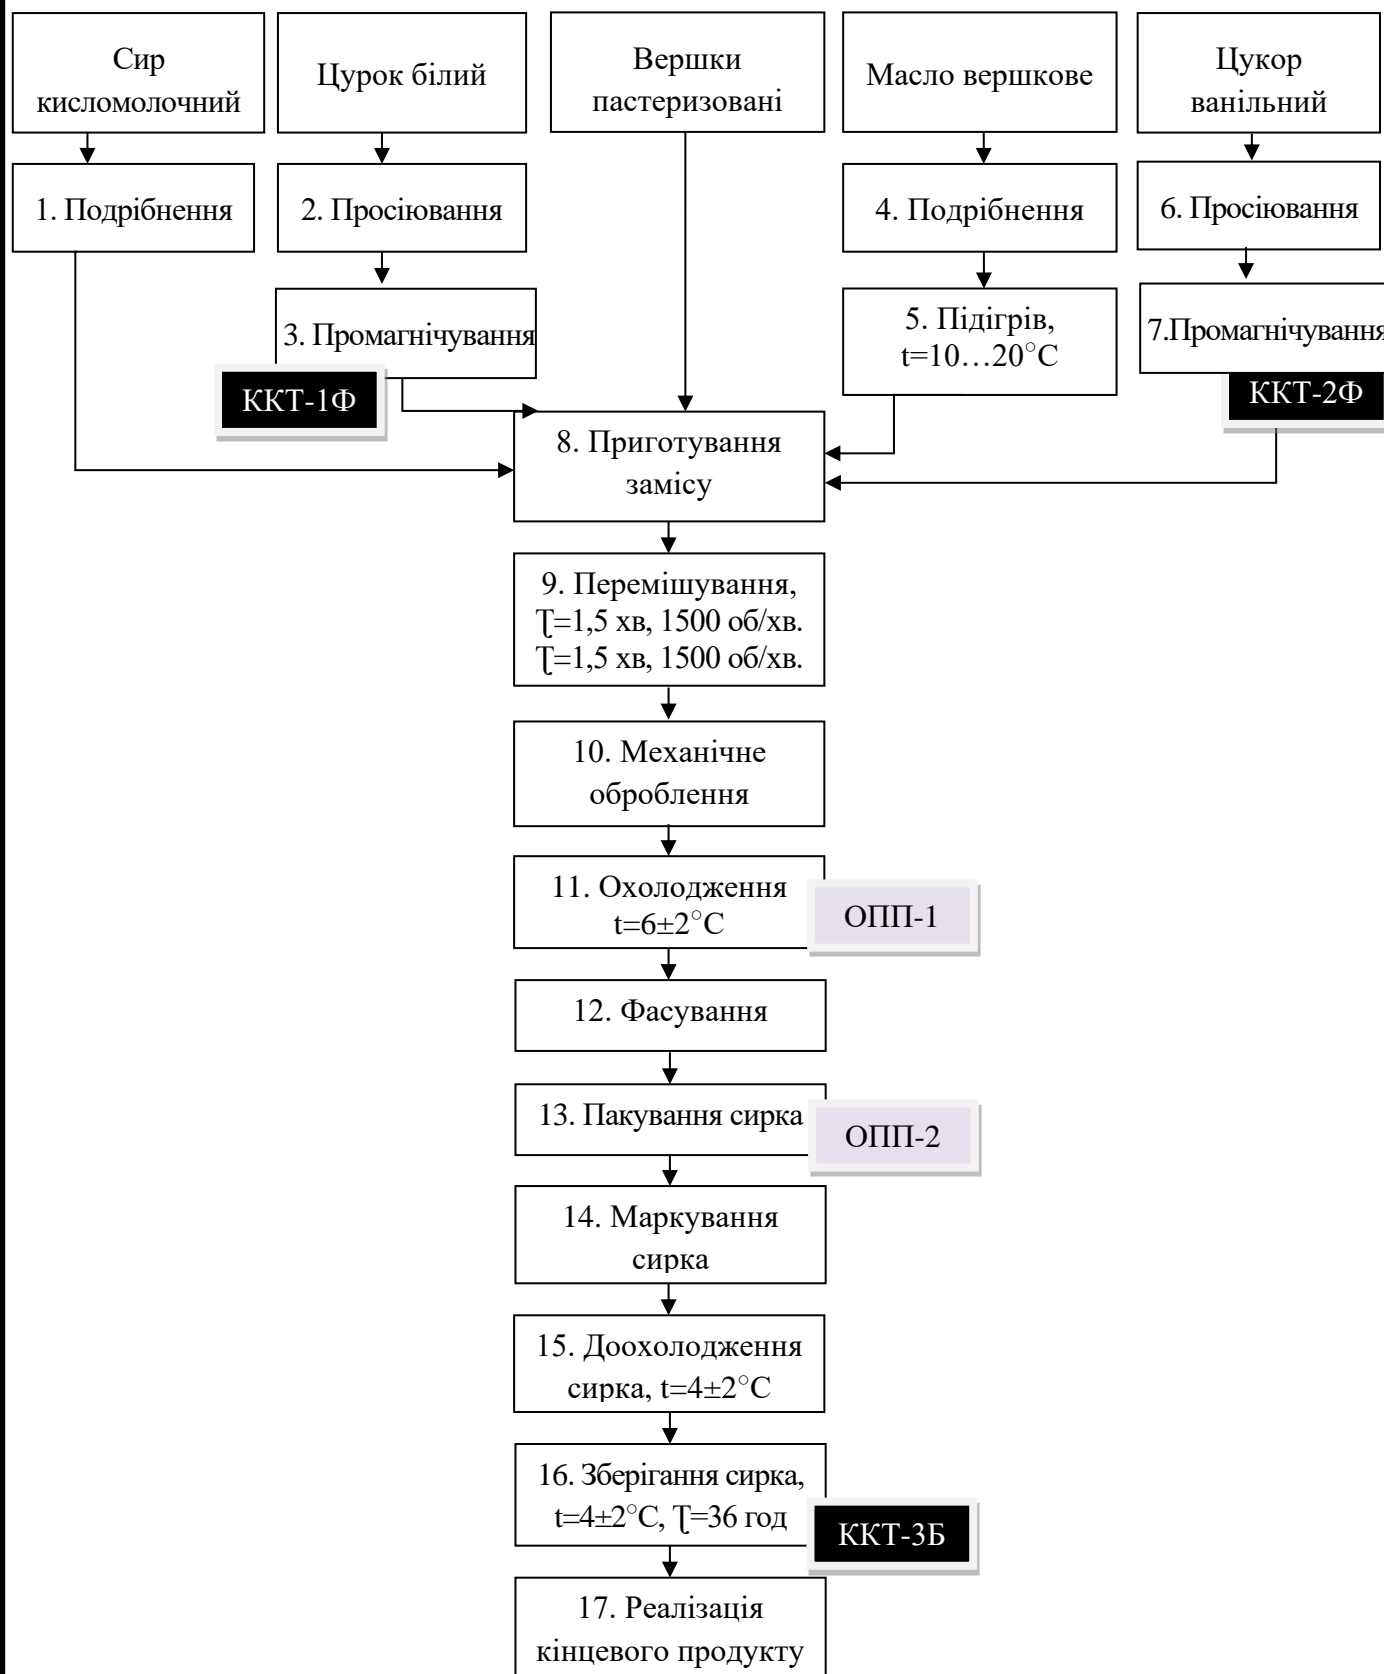 Сир
кисломолочний
Цурок білий
Вершки
пастеризовані
Масло вершкове
Цукор
ванільний
1. Подрібнення
2. Просіювання
4. Подрібнення
6. Просіювання
3. Промагнічування
5. Підігрів,
t=10…20°C
7.Промагнічування
ККТ-1Ф
ККТ-2Ф
8. Приготування
замісу
9. Перемішування,
Ʈ=1,5 хв, 1500 об/хв.
Ʈ=1,5 хв, 1500 об/хв.
10. Механічне
оброблення
11. Охолодження
t=6±2°C
ОПП-1
12. Фасування
13. Пакування сирка
ОПП-2
14. Маркування
сирка
15. Доохолодження
сирка, t=4±2°C
16. Зберігання сирка,
t=4±2°C, Ʈ=36 год
ККТ-3Б
17. Реалізація
кінцевого продукту